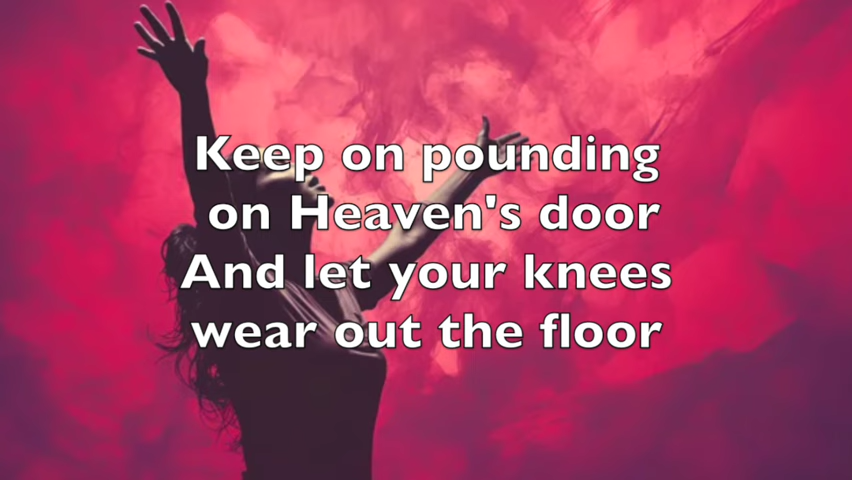 Keep on pounding
on Heaven's door
And let your knees
wear out the floor